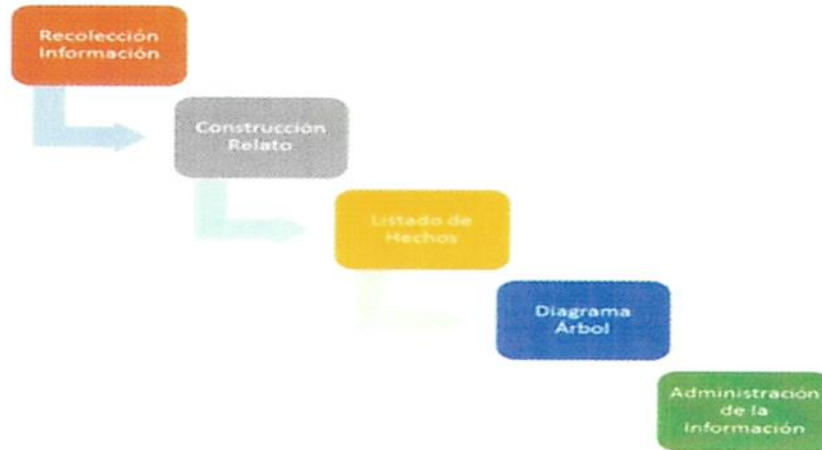 Recolección
Información
Construcción
Relato
Listado de
Hechos
Diagrama
Árbol
Administración
de la
Información